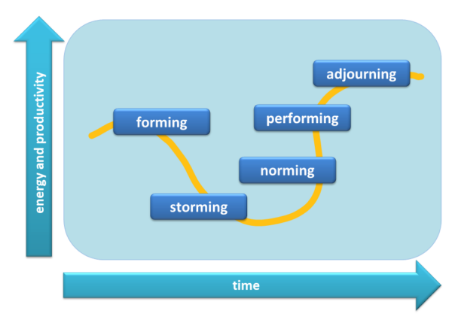 energy and productivity
adjourning
forming
performing
norming
storming
time